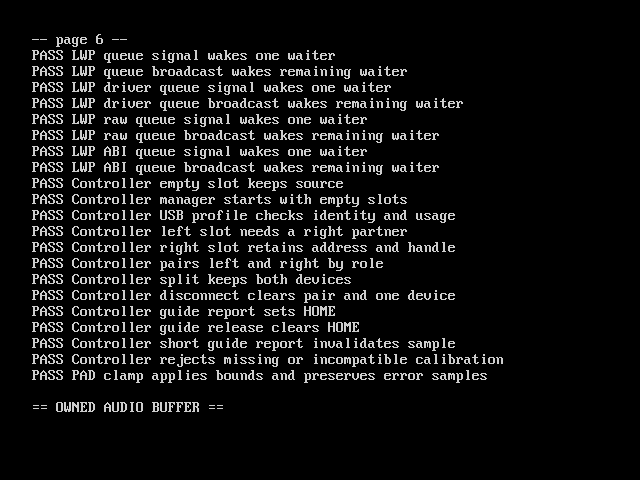 -- page 6 --
PASS LWP queue signal wakes one waiter
PASS LWP queue broadcast wakes remaining waiter
PASS LWP driver queue signal wakes one waiter
PASS LWP driver queue broadcast wakes remaining waiter
PASS LWP raw queue signal wakes one waiter
PASS LWP raw queue broadcast wakes remaining waiter
PASS LWP ABI queue signal wakes one waiter
PASS LWP ABI queue broadcast wakes remaining waiter
PASS Controller empty slot keeps source
PASS Controller manager starts with empty slots
PASS Controller USB profile checks identity and usage
PASS Controller left slot needs a right partner
PASS Controller right slot retains address and handle
PASS Controller pairs left and right by role
PASS Controller split keeps both devices
PASS Controller disconnect clears pair and one device
PASS Controller guide report sets HOME
PASS Controller guide release clears HOME
PASS Controller short guide report invalidates sample
PASS Controller rejects missing or incompatible calibration
PASS PAD clamp applies bounds and preserves error samples
== OWNED AUDIO BUFFER ==